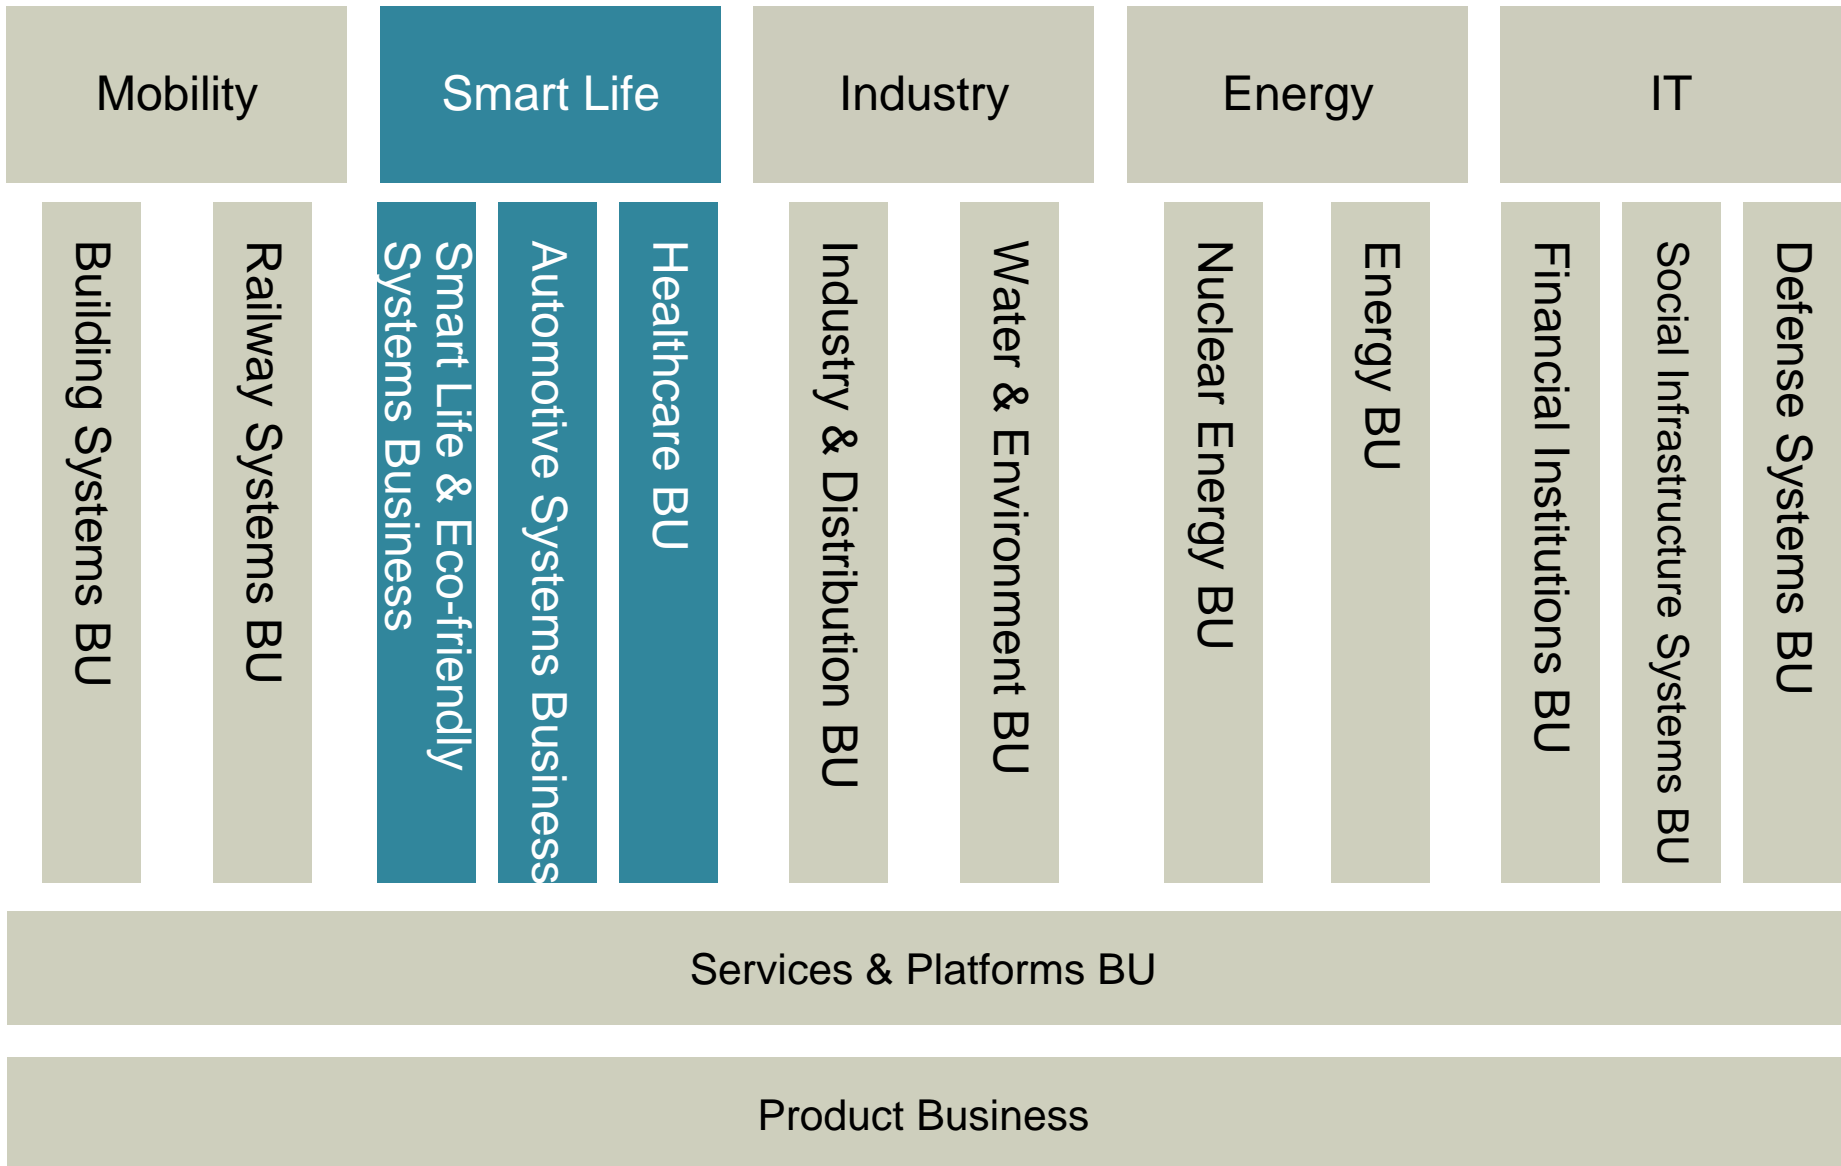 Mobility
Smart Life
Industry
Energy
IT
Building Systems BU
Railway Systems BU
Smart Life & Eco-friendly
Systems Business
Automotive Systems Business
Healthcare BU
Industry & Distribution BU
Water & Environment BU
Nuclear Energy BU
Energy BU
Financial Institutions BU
Social Infrastructure Systems BU
Defense Systems BU
Services & Platforms BU
Product Business